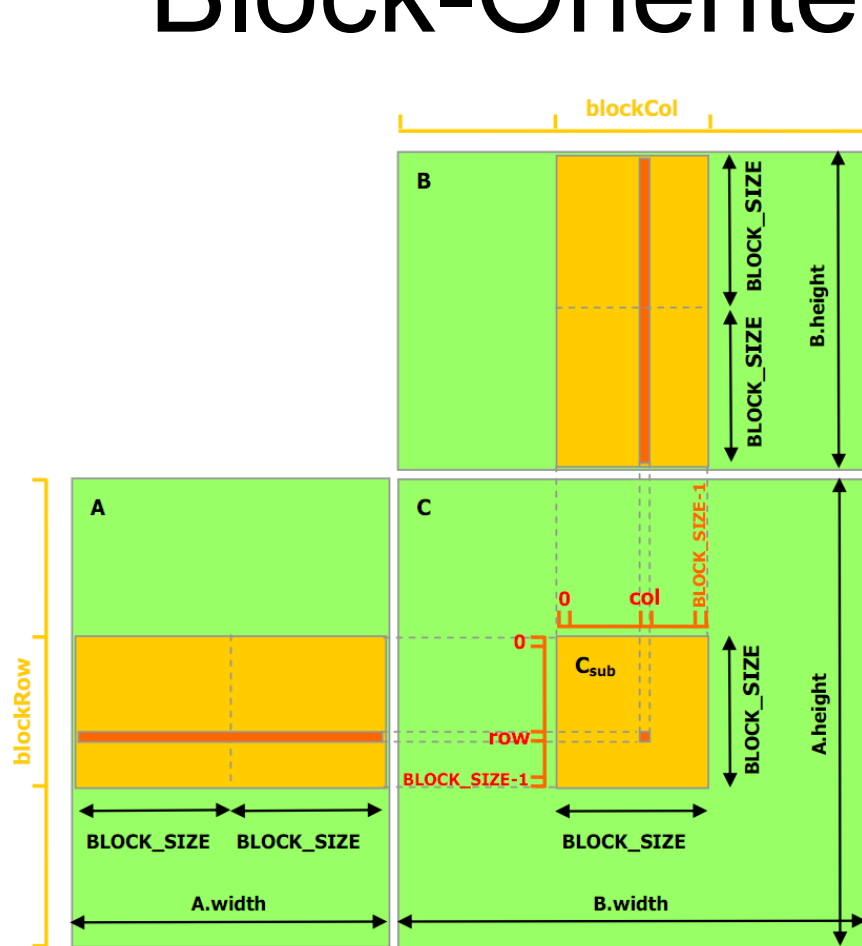 Block-Oriente
blockCol
B
BLOCK_SIZE
B.height
BLOCK_SIZE
A
C
BLOCK_SIZE-1
0
col
0
Csub
BLOCK_SIZE
A.height
blockRow
row
BLOCK_SIZE-1
BLOCK_SIZE
BLOCK_SIZE
BLOCK_SIZE
A.width
B.width